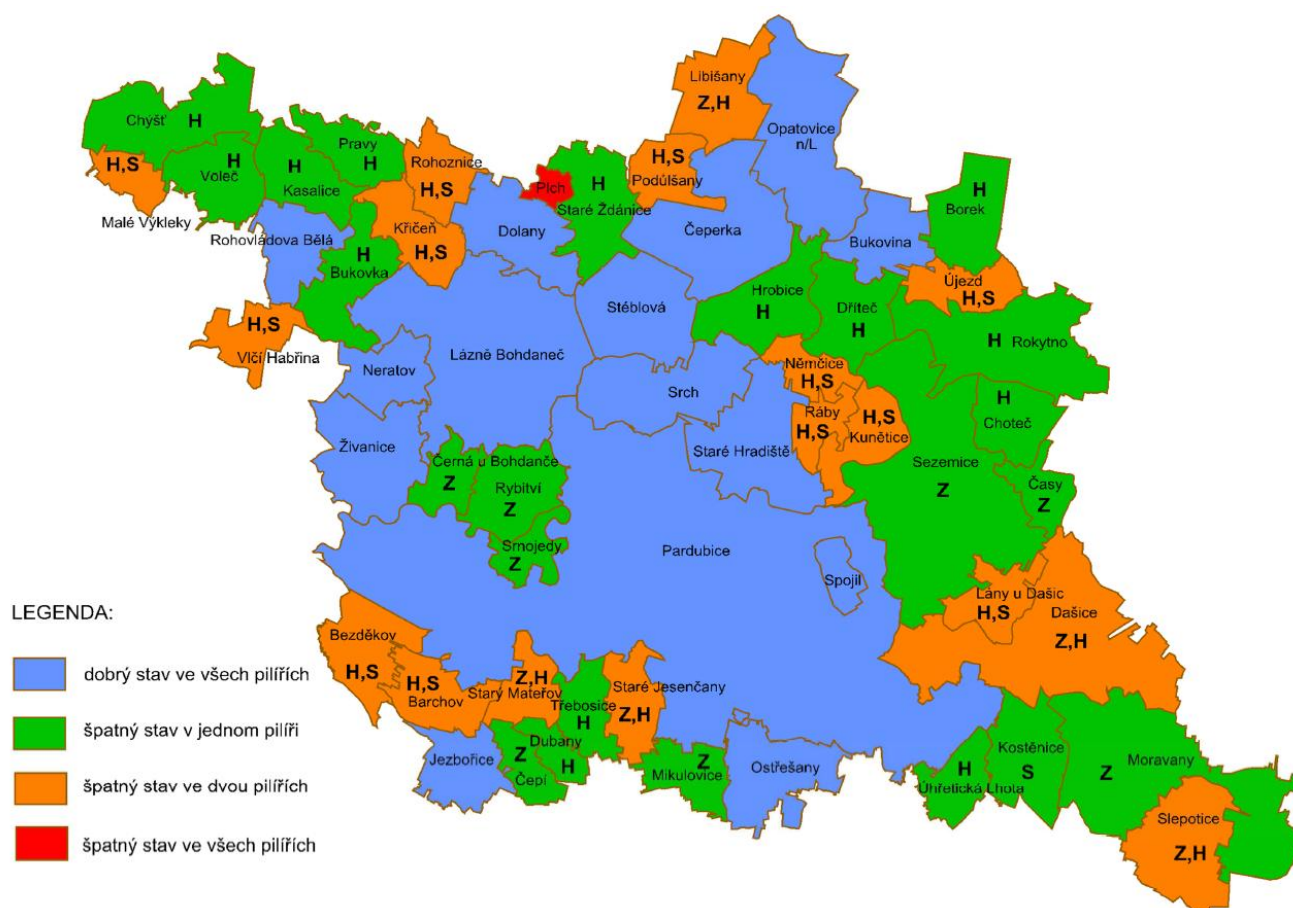 Libišany
Z,H
Opatovice
n/L
Chýšť
H
Pravy
H
Rohoznice
H,S
H,S
Podúlšany
H,S
Voleč
H
Kasalice
H
Plch
H
Staré Ždánice
Borek
H
Malé Výkleky
Rohovládova Bělá
Křičeň
H,S
Dolany
Čeperka
Bukovina
Bukovka
H
Újezd
H,S
Hrobice
H
Dříteč
H
Stéblová
H
Rokytno
H,S
Vlčí Habřina
Neratov
Lázně Bohdaneč
Němčice
H,S
Srch
H
Choteč
Ráby
H,S
H,S
Kunětice
Živanice
Staré Hradiště
Černá u Bohdanče
Z
Rybitví
Z
Sezemice
Z
Časy
Z
Srnojedy
Z
Pardubice
Spojil
Lány u Dašic
H,S
Dašice
Z,H
LEGENDA:
dobrý stav ve všech pilířích
špatný stav v jednom pilíři
špatný stav ve dvou pilířích
špatný stav ve všech pilířích
Bezděkov
H,S
H,S
Barchov
Z,H
Starý Mateřov
Třebosice
H
Staré Jesenčany
Z,H
Jezbořice
Z
Čepí
Dubany
H
Z
Mikulovice
Ostřešany
H
Úhřetická Lhota
Kostěnice
S
Moravany
Z
Slepotice
Z,H